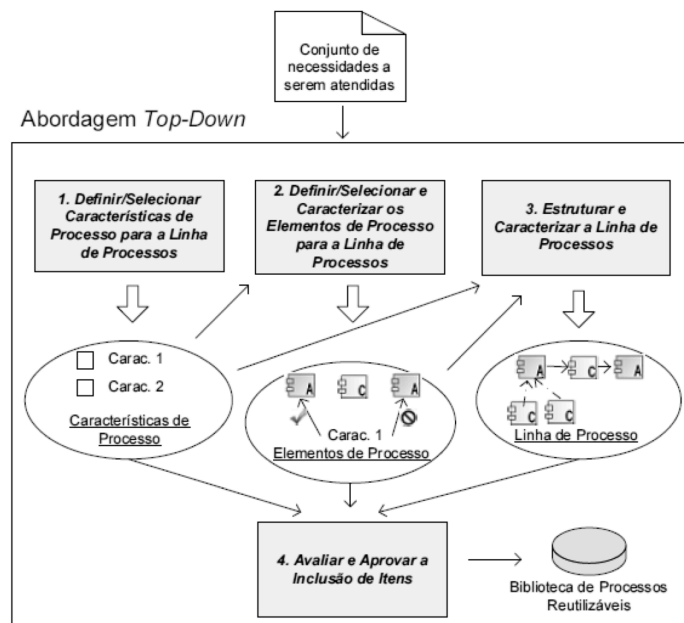 Conjunto de
necessidades a
serem atendidas
Abordagem Top-Down
1. Definir/Selecionar
Características de
Processo para a Linha
de Processos
2. Definir/Selecionar e
Caracterizar os
Elementos de Processo
para a Linha de
Processos
3. Estruturar e
Caracterizar a Linha de
Processos
Carac. 1
Carac. 2
Características de
Processo
A
C
A
Carac. 1
Elementos de Processo
A
C
A
C
C
Linha de Processo
4. Avaliar e Aprovar a
Inclusão de Itens
Biblioteca de Processos
Reutilizáveis